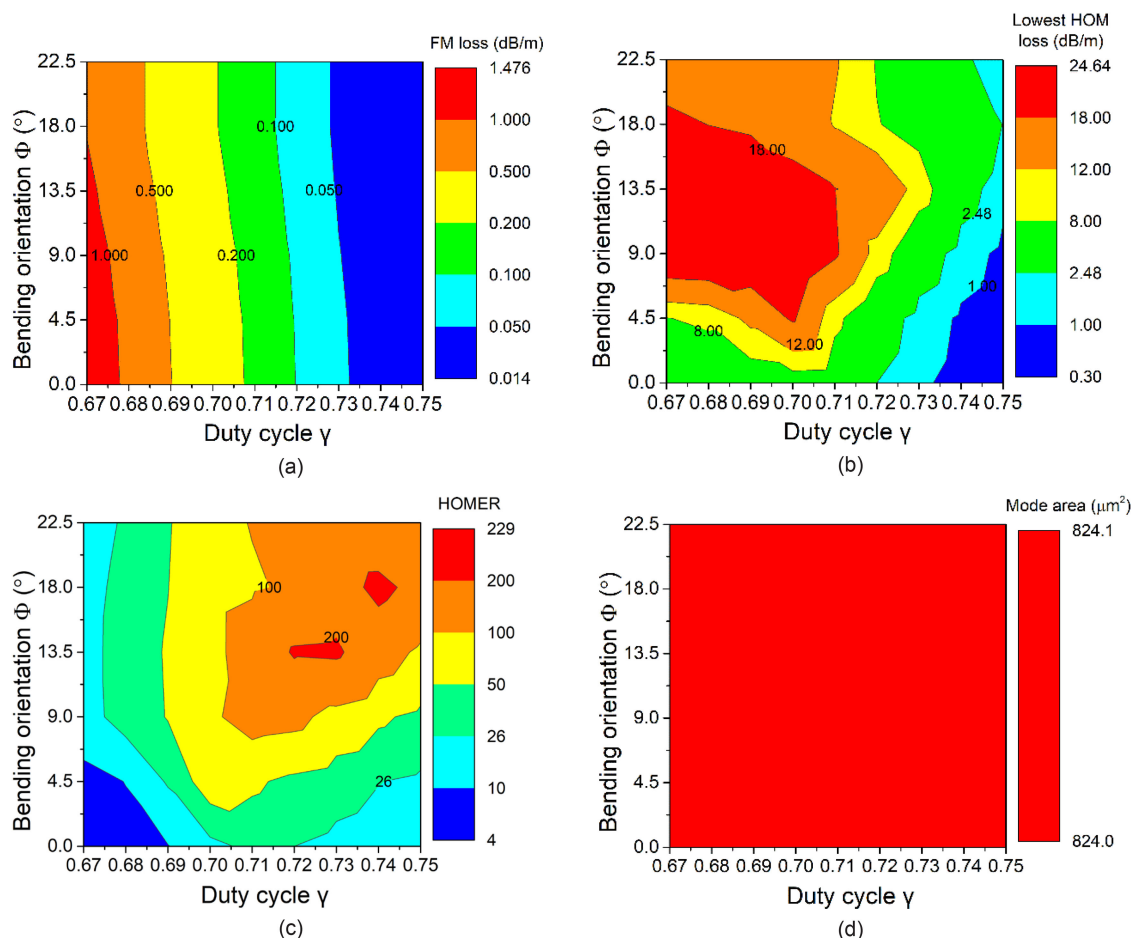 FM loss (dB/m)
22.5
18.0
13.5
9.0
4.5
0.0
Bending orientation Φ (°)
0.100
0.500
0.050
1.000
0.200
0.67 0.68 0.69 0.70 0.71 0.72 0.73 0.74 0.75
Duty cycle γ
1.476
1.000
0.500
0.200
0.100
0.050
0.014
(a)
Lowest HOM
loss (dB/m)
22.5
18.0
13.5
9.0
4.5
0.0
Bending orientation Φ (°)
18.00
2.48
1.00
8.00
12.00
0.67 0.68 0.69 0.70 0.71 0.72 0.73 0.74 0.75
Duty cycle γ
24.64
18.00
12.00
8.00
2.48
1.00
0.30
(b)
HOMER
22.5
18.0
13.5
9.0
4.5
0.0
Bending orientation Φ (°)
100
200
26
0.67 0.68 0.69 0.70 0.71 0.72 0.73 0.74 0.75
Duty cycle γ
229
200
100
50
26
10
4
(c)
Mode area (μm²)
22.5
18.0
13.5
9.0
4.5
0.0
Bending orientation Φ (°)
0.67 0.68 0.69 0.70 0.71 0.72 0.73 0.74 0.75
Duty cycle γ
824.1
824.0
(d)